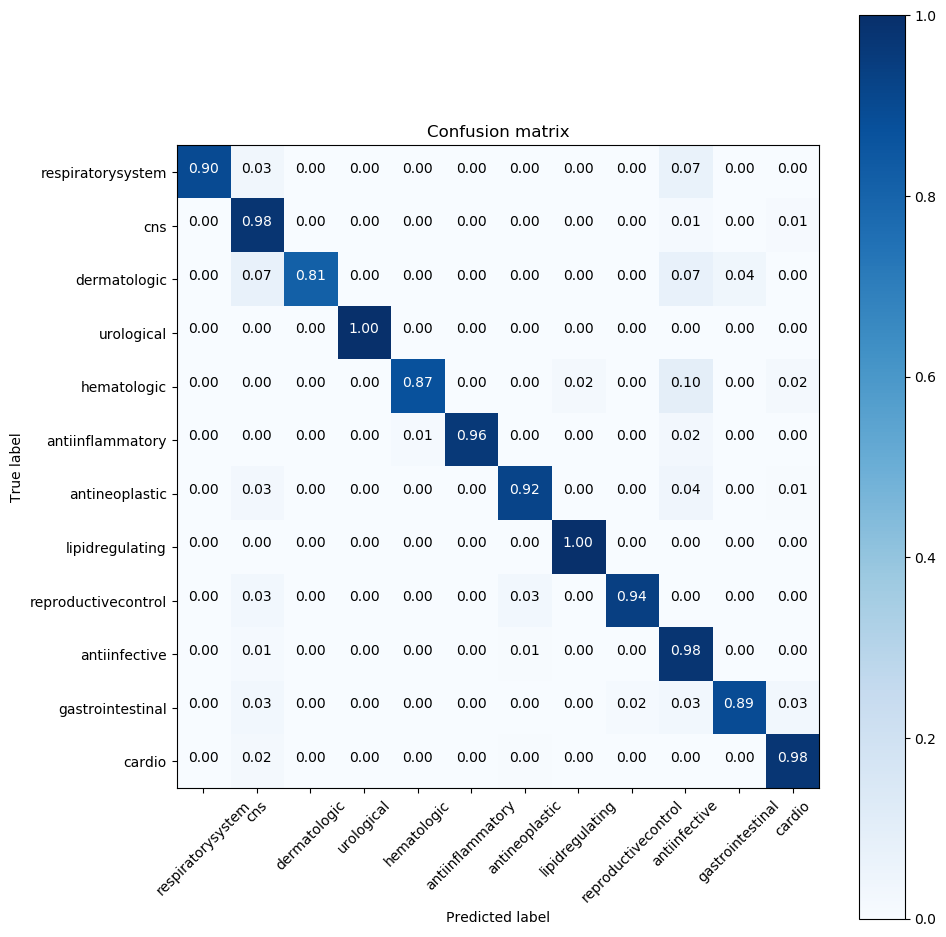 Confusion matrix
respiratorysystem 0.90 0.03 0.00 0.00 0.00 0.00 0.00 0.00 0.00 0.07 0.00 0.00
cns 0.00 0.98 0.00 0.00 0.00 0.00 0.00 0.00 0.00 0.01 0.00 0.01
dermatologic 0.00 0.07 0.81 0.00 0.00 0.00 0.00 0.00 0.00 0.07 0.04 0.00
urological 0.00 0.00 0.00 1.00 0.00 0.00 0.00 0.00 0.00 0.00 0.00 0.00
hematologic 0.00 0.00 0.00 0.00 0.87 0.00 0.00 0.02 0.00 0.10 0.00 0.02
antiinflammatory 0.00 0.00 0.00 0.00 0.01 0.96 0.00 0.00 0.00 0.02 0.00 0.00
antineoplastic 0.00 0.03 0.00 0.00 0.00 0.00 0.92 0.00 0.00 0.04 0.00 0.01
lipidregulating 0.00 0.00 0.00 0.00 0.00 0.00 0.00 1.00 0.00 0.00 0.00 0.00
reproductivecontrol 0.00 0.03 0.00 0.00 0.00 0.00 0.03 0.00 0.94 0.00 0.00 0.00
antiinfective 0.00 0.01 0.00 0.00 0.00 0.00 0.01 0.00 0.00 0.98 0.00 0.00
gastrointestinal 0.00 0.03 0.00 0.00 0.00 0.00 0.00 0.00 0.02 0.03 0.89 0.03
cardio 0.00 0.02 0.00 0.00 0.00 0.00 0.00 0.00 0.00 0.00 0.00 0.98
True label
respiratorysystem
cns
dermatologic
urological
hematologic
antiinflammatory
antineoplastic
lipidregulating
reproductivecontrol
antiinfective
gastrointestinal
cardio
Predicted label
1.0
0.8
0.6
0.4
0.2
0.0